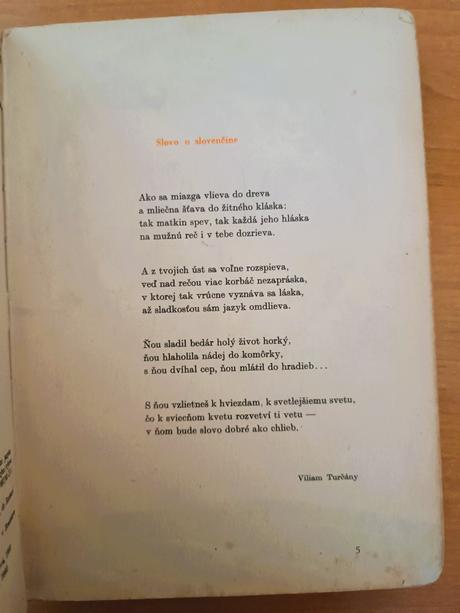 Slovo o slovenčine
Ako sa miazga vlieva do dreva
a mliečna šťava do žitného kláska:
tak matkin spev, tak každá jeho hláska
na mužnú reč i v tebe dozrieva.
A z tvojich úst sa voľne rozspieva,
veď nad rečou viac korbáč nezapráska,
v ktorej tak vrúcne vyznáva sa láska,
až sladkosťou sám jazyk omdlieva.
Ňou sladil bedár holý život horký,
ňou hlaholila nádej do komôrky,
s ňou dvíhal cep, ňou mlátil do hradieb...
S ňou vzlietneš k hviezdam, k svetlejšiemu svetu,
čo k sviecňom kvetu rozvetví ti vetu —
v ňom bude slovo dobré ako chlieb.
Viliam Turčány
5